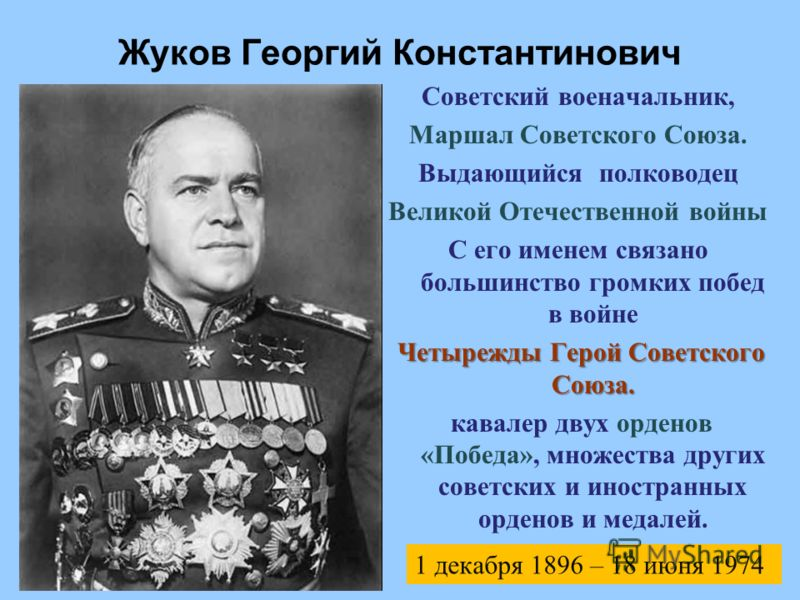 Жуков Георгий Константинович
Советский военачальник,
Маршал Советского Союза.
Выдающийся полководец
Великой Отечественной войны
С его именем связано
большинство громких побед
в войне
Четырежды Герой Советского
Союза.
кавалер двух орденов
«Победа», множества других
советских и иностранных
орденов и медалей.
1 декабря 1896 – 18 июня 1974
MyShared